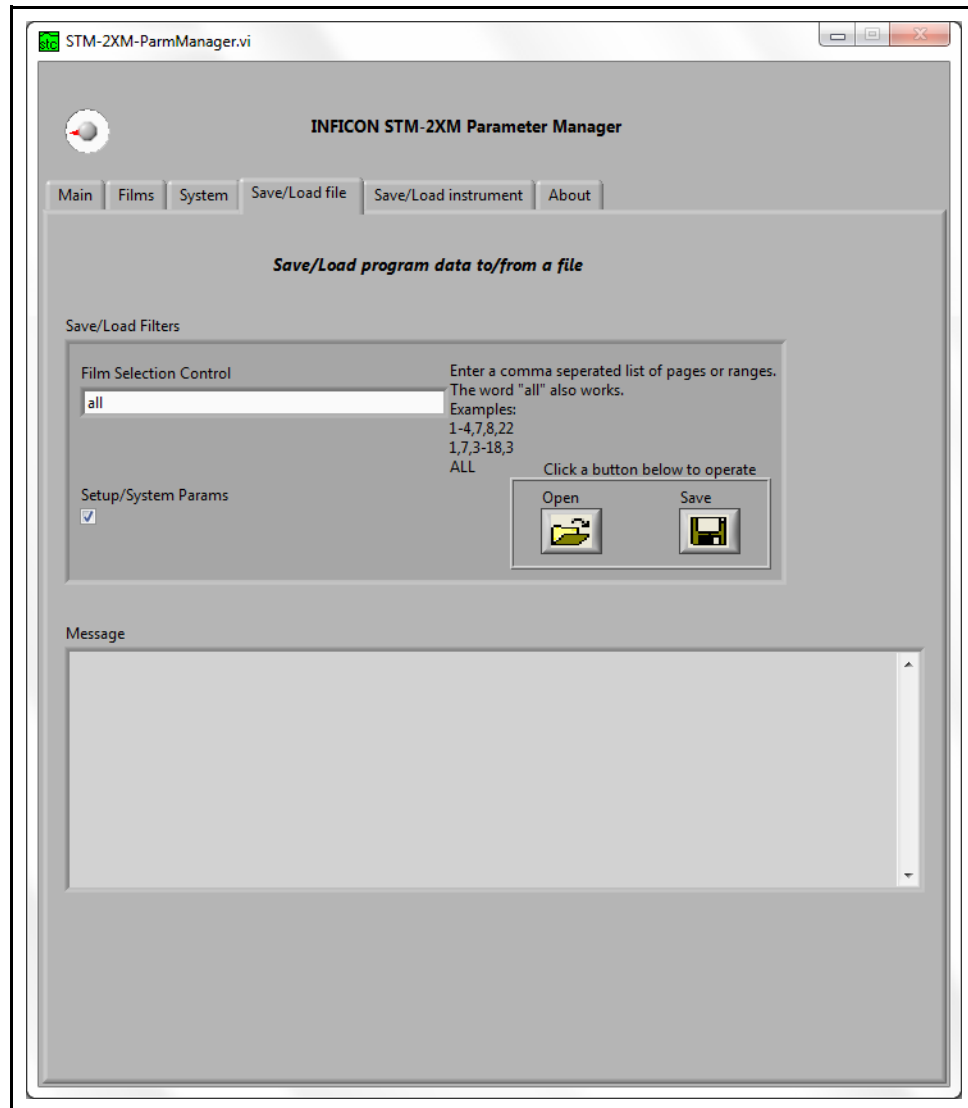 stc STM-2XM-ParmManager.vi
INFICON STM-2XM Parameter Manager
Main Films System Save/Load file Save/Load instrument About
Save/Load program data to/from a file
Save/Load Filters
Film Selection Control
all
Enter a comma seperated list of pages or ranges.
The word "all" also works.
Examples:
1-4,7,8,22
1,7,3-18,3
ALL
Click a button below to operate
Setup/System Params
Open Save
Message